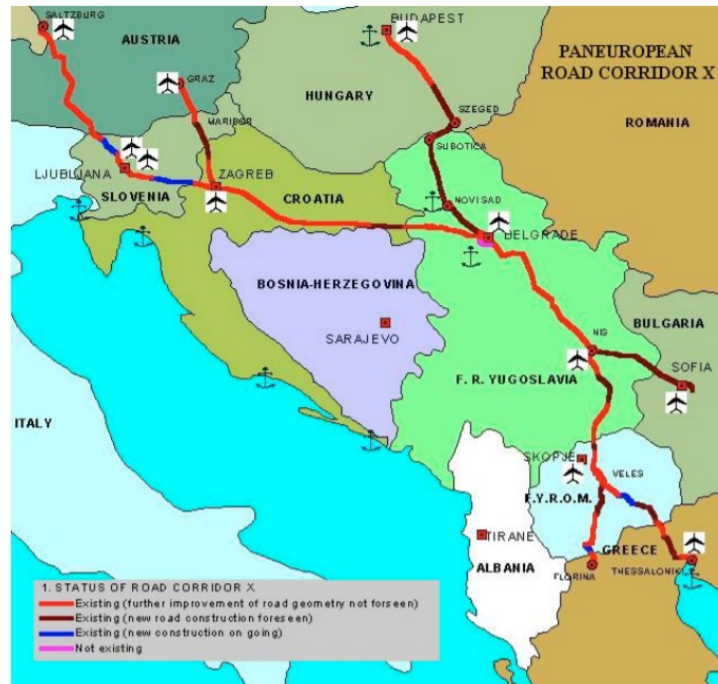 SALTZBURG
AUSTRIA
BUDAPEST
PANEUROPEAN
ROAD CORRIDOR X
GRAZ
HUNGARY
SZEGED
MARIBOR
ROMANIA
SUBOTICA
LJUBLJANA
ZAGREB
SLOVENIA
CROATIA
NOVISAD
BELGRADE
BOSNIA-HERZEGOVINA
BULGARIA
SARAJEVO
NIS
SOFIA
F. R. YUGOSLAVIA
ITALY
SKOPJE
VELES
F.Y.R.O.M.
TIRANE
GREECE
ALBANIA
FLORINA
THESSALONIKI
1. STATUS OF ROAD CORRIDOR X
Existing (further improvement of road geometry not forseen)
Existing (new road construction foreseen)
Existing (new construction on going)
Not existing